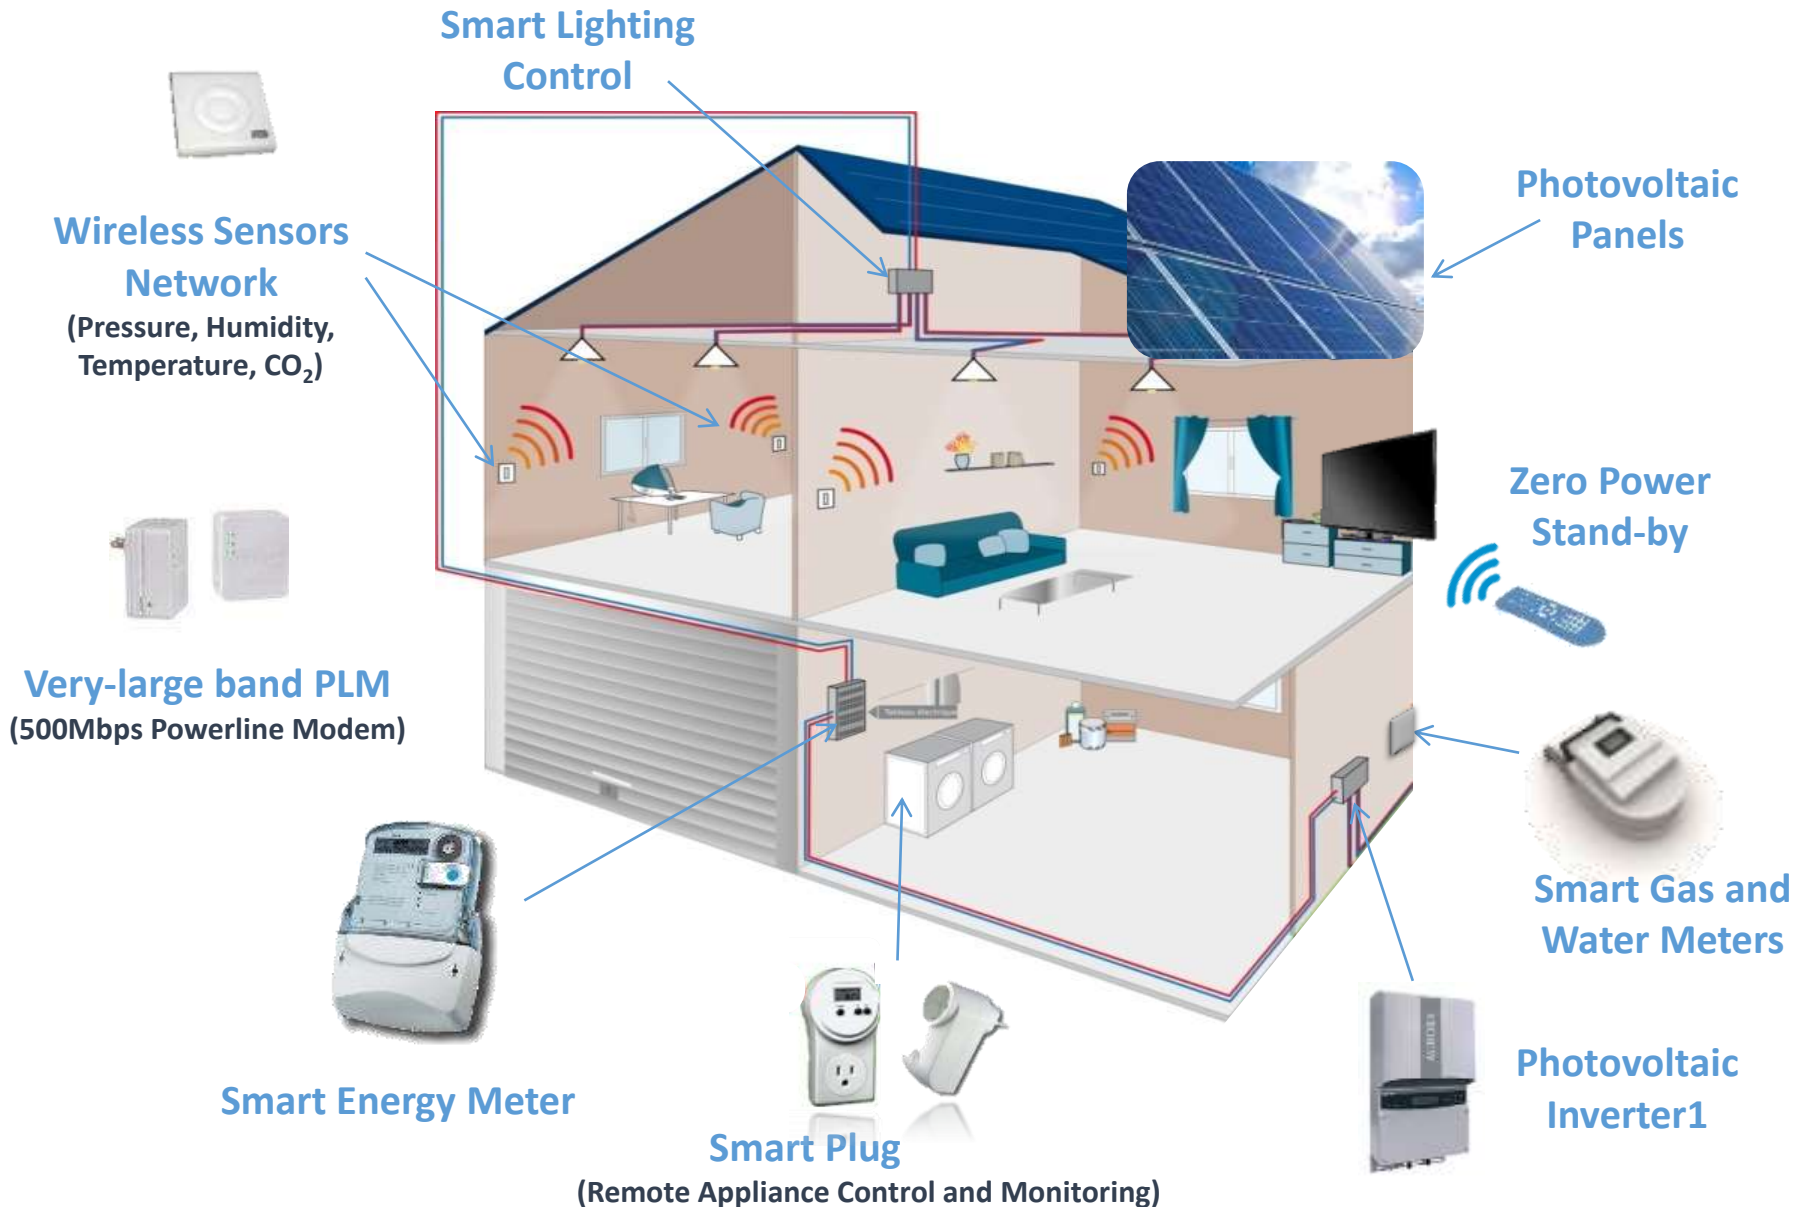 Smart Lighting
Control
Wireless Sensors
Network
(Pressure, Humidity,
Temperature, CO₂)
Photovoltaic
Panels
Zero Power
Stand-by
Very-large band PLM
(500Mbps Powerline Modem)
Smart Gas and
Water Meters
Smart Energy Meter
Photovoltaic
Inverter1
Smart Plug
(Remote Appliance Control and Monitoring)